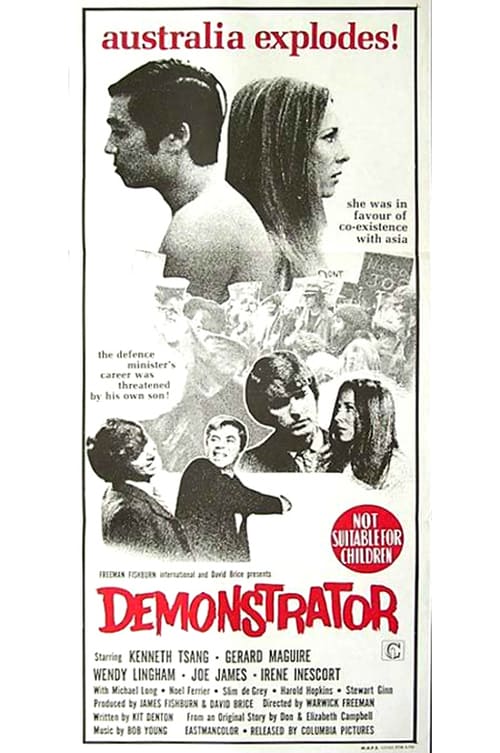 australia explodes!
she was in
favour of
co-existence
with asia
the defence
minister's
career was
threatened
by his own son!
NOT
SUITABLE FOR
CHILDREN
FREEMAN FISHBURN international and David Brice presents
DEMONSTRATOR
Starring KENNETH TSANG · GERARD MAGUIRE
WENDY LINGHAM · JOE JAMES · IRENE INESCORT
With Michael Long · Noel Ferrier · Slim de Grey · Harold Hopkins · Stewart Ginn
Produced by JAMES FISHBURN & DAVID BRICE Directed by WARWICK FREEMAN
Written by KIT DENTON From an Original Story by Don & Elizabeth Campbell
Music by BOB YOUNG EASTMANCOLOR · RELEASED BY COLUMBIA PICTURES